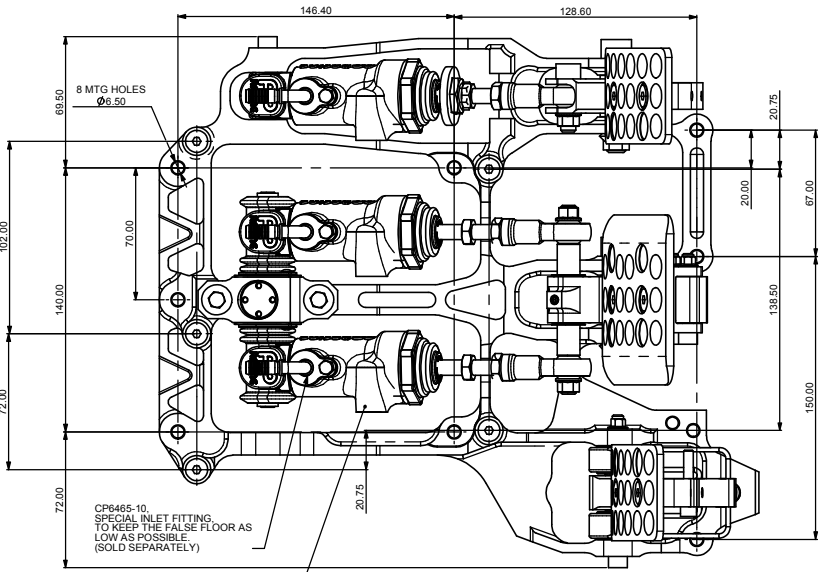 146.40
128.60
69.50
8 MTG HOLES
Ø6.50
20.75
20.00
67.00
102.00
70.00
140.00
138.50
150.00
72.00
72.00
20.75
CP6465-10,
SPECIAL INLET FITTING,
TO KEEP THE FALSE FLOOR AS
LOW AS POSSIBLE.
(SOLD SEPARATELY)